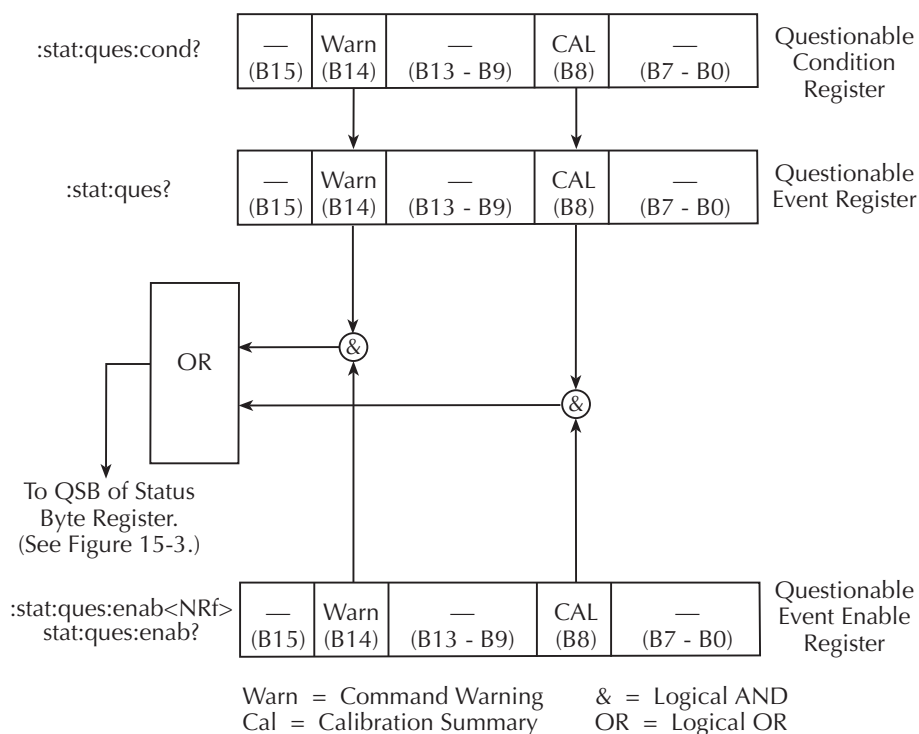 :stat:ques:cond?
— Warn — CAL —
(B15) (B14) (B13 - B9) (B8) (B7 - B0)
Questionable
Condition
Register
:stat:ques?
— Warn — CAL —
(B15) (B14) (B13 - B9) (B8) (B7 - B0)
Questionable
Event Register
OR
&
&
To QSB of Status
Byte Register.
(See Figure 15-3.)
:stat:ques:enab<NRf>
stat:ques:enab?
— Warn — CAL —
(B15) (B14) (B13 - B9) (B8) (B7 - B0)
Questionable
Event Enable
Register
Warn = Command Warning & = Logical AND
Cal = Calibration Summary OR = Logical OR